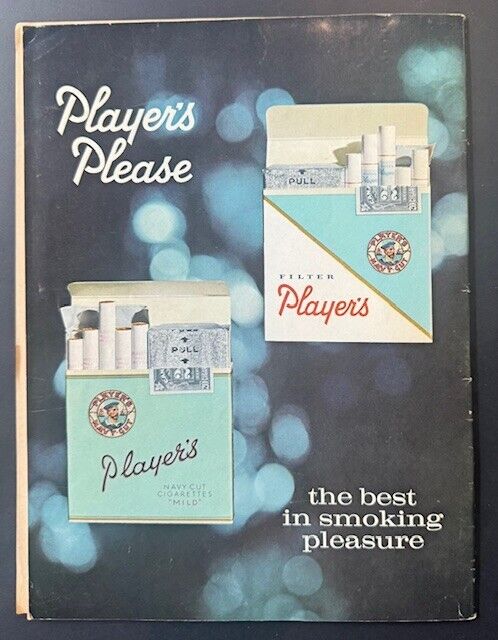 Player's
Please
PULL
PLAYER'S
NAVY CUT
FILTER
Player's
PULL
PLAYER'S
NAVY CUT
Player's
NAVY CUT
CIGARETTES
"MILD"
the best
in smoking
pleasure